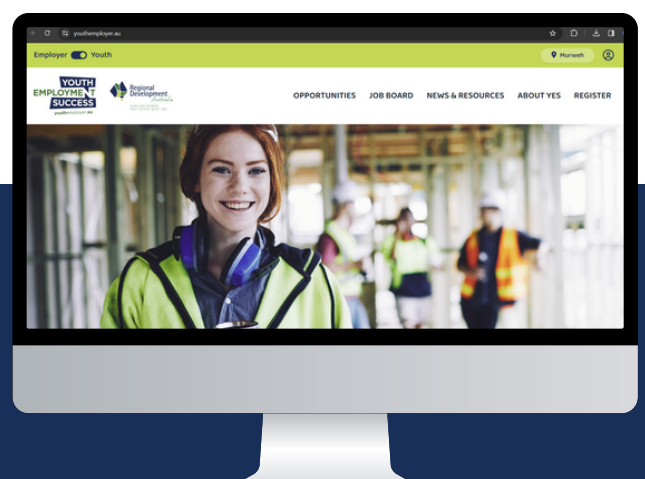 youthemployer.au
Employer Youth
Murweh
YOUTH
EMPLOYMENT
SUCCESS
youthemployer.au
Regional
Development
Australia
OPPORTUNITIES JOB BOARD NEWS & RESOURCES ABOUT YES REGISTER